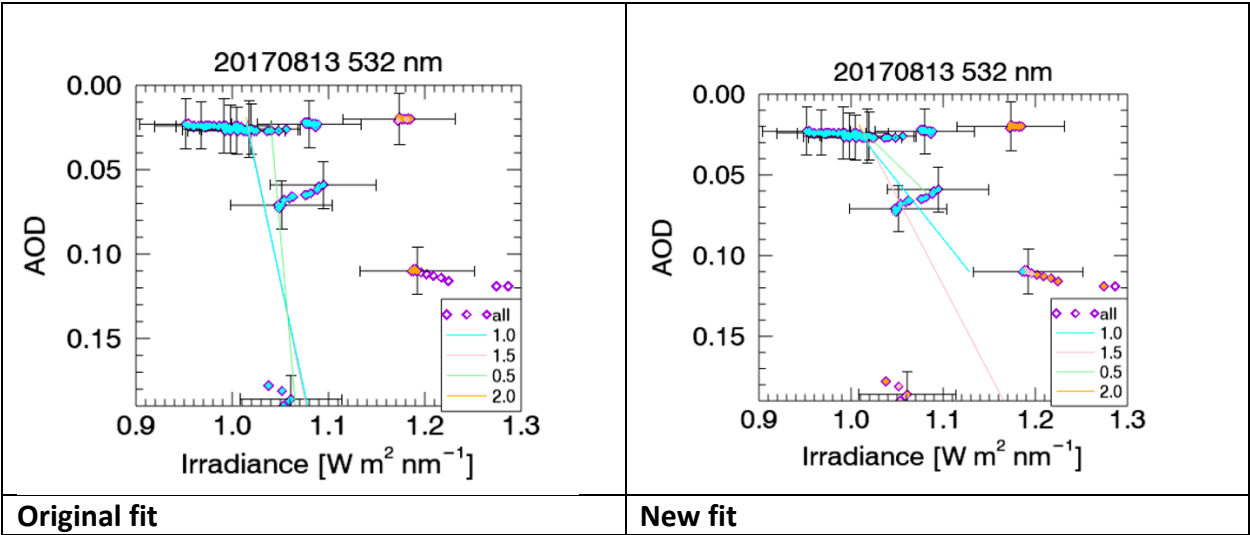 20170813 532 nm
0.00
0.05
AOD
0.10
0.15
all
1.0
1.5
0.5
2.0
0.9 1.0 1.1 1.2 1.3
Irradiance [W m² nm⁻¹]
Original fit
20170813 532 nm
0.00
0.05
AOD
0.10
0.15
all
1.0
1.5
0.5
2.0
0.9 1.0 1.1 1.2 1.3
Irradiance [W m² nm⁻¹]
New fit